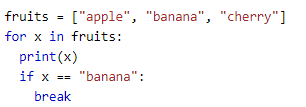 fruits = ["apple", "banana", "cherry"]
for x in fruits:
  print(x)
  if x == "banana":
    break